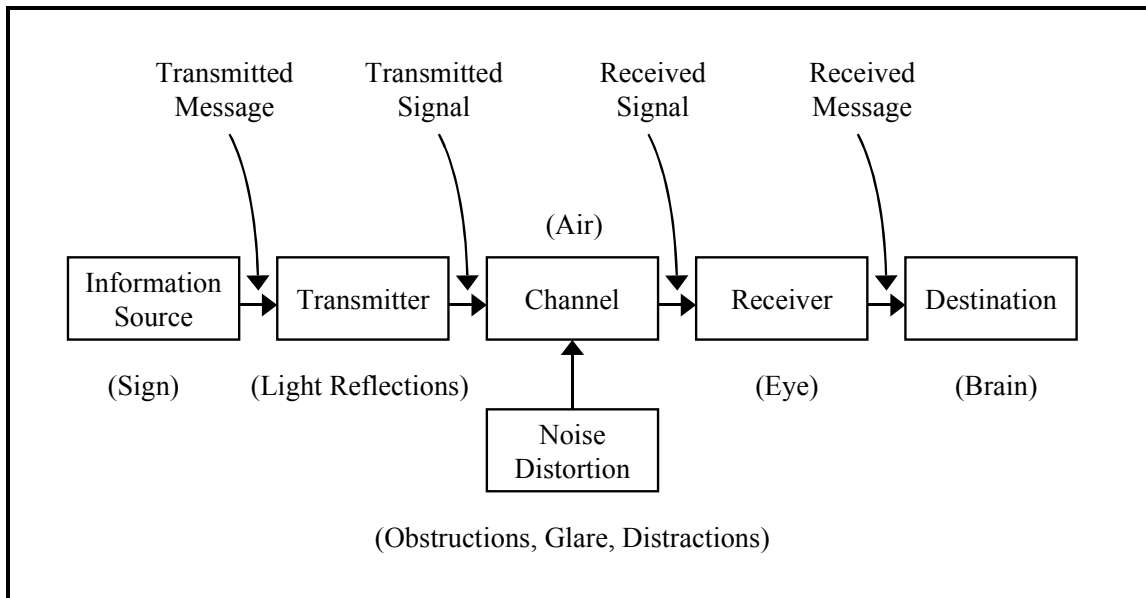 Transmitted
Message
Transmitted
Signal
Received
Signal
Received
Message
(Air)
Information
Source
Transmitter
Channel
Receiver
Destination
(Sign)
(Light Reflections)
(Eye)
(Brain)
Noise
Distortion
(Obstructions, Glare, Distractions)